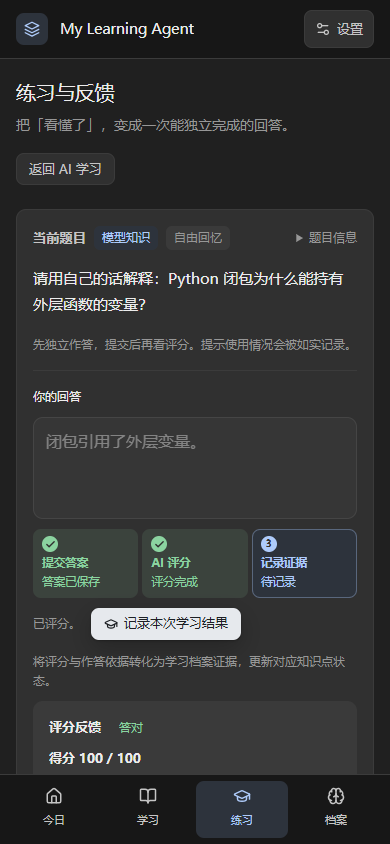 My Learning Agent
设置
练习与反馈
把「看懂了」，变成一次能独立完成的回答。
返回 AI 学习
当前题目 模型知识 自由回忆 ▶ 题目信息
请用自己的话解释：Python 闭包为什么能持有
外层函数的变量？
先独立作答，提交后再看评分。提示使用情况会被如实记录。
你的回答
闭包引用了外层变量。
提交答案
答案已保存
AI 评分
评分完成
3
记录证据
待记录
已评分。 记录本次学习结果
将评分与作答依据转化为学习档案证据，更新对应知识点状
态。
评分反馈 答对
得分 100 / 100
今日 学习 练习 档案